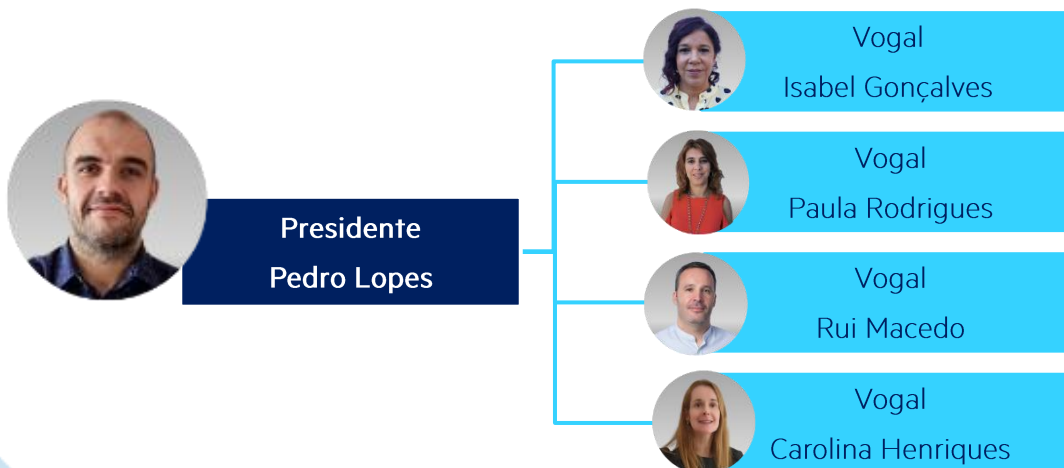 Presidente
Pedro Lopes
Vogal
Isabel Gonçalves
Vogal
Paula Rodrigues
Vogal
Rui Macedo
Vogal
Carolina Henriques